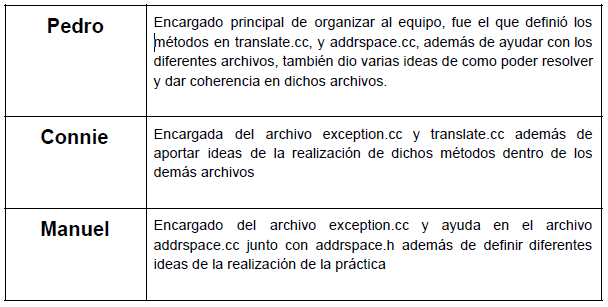 Pedro
Encargado principal de organizar al equipo, fue el que definió los
métodos en translate.cc, y addrspace.cc, además de ayudar con los
diferentes archivos, también dio varias ideas de como poder resolver
y dar coherencia en dichos archivos.
Connie
Encargada del archivo exception.cc y translate.cc además de
aportar ideas de la realización de dichos métodos dentro de los
demás archivos
Manuel
Encargado del archivo exception.cc y ayuda en el archivo
addrspace.cc junto con addrspace.h además de definir diferentes
ideas de la realización de la práctica